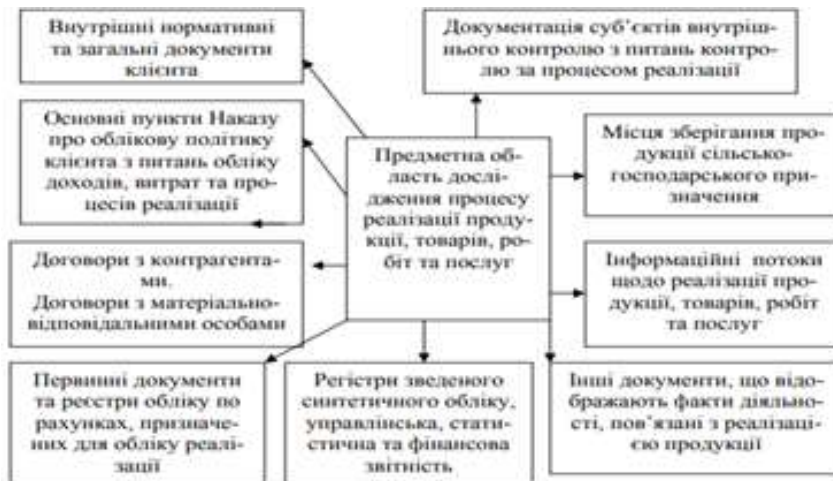 Внутрішні нормативні
та загальні документи
клієнта
Документація суб’єктів внутріш-
нього контролю з питань контро-
лю за процесом реалізації
Основні пункти Наказу
про облікову політику
клієнта з питань обліку
доходів, витрат та про-
цесів реалізації
Предметна об-
ласть дослі-
дження процесу
реалізації проду-
кції, товарів, ро-
біт та послуг
Місця зберігання про-
дукції сільсько-
господарського при-
значення
Договори з контрагента-
ми.
Договори з матеріально-
відповідальними особами
Інформаційні потоки
щодо реалізації про-
дукції, товарів, робіт
та послуг
Первинні документи
та реєстри обліку по
рахунках, призначе-
них для обліку реалі-
зації
Регістри зведеного
синтетичного обліку,
управлінська, стати-
стична та фінансова
звітність
Інші документи, що відо-
бражають факти діяльно-
сті, пов’язані з реалізаці-
єю продукції